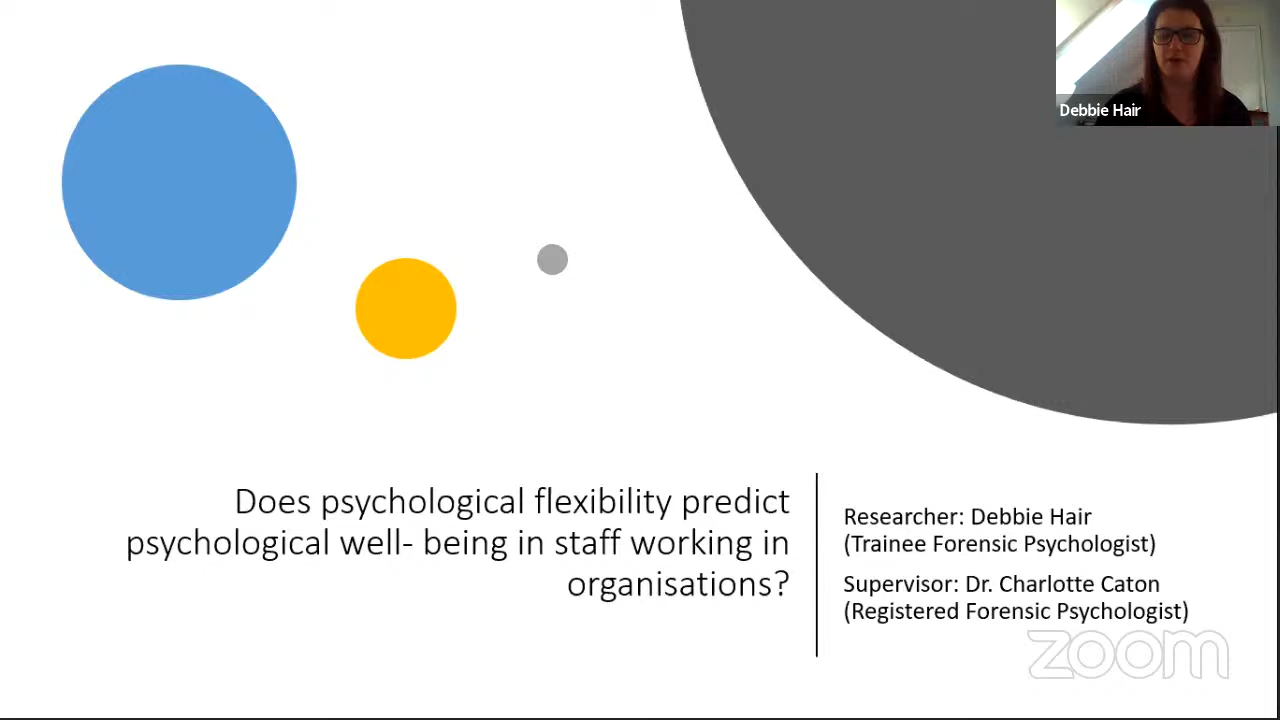 Debbie Hair
Does psychological flexibility predict
psychological well- being in staff working in
organisations?
Researcher: Debbie Hair
(Trainee Forensic Psychologist)
Supervisor: Dr. Charlotte Caton
(Registered Forensic Psychologist)
zoom